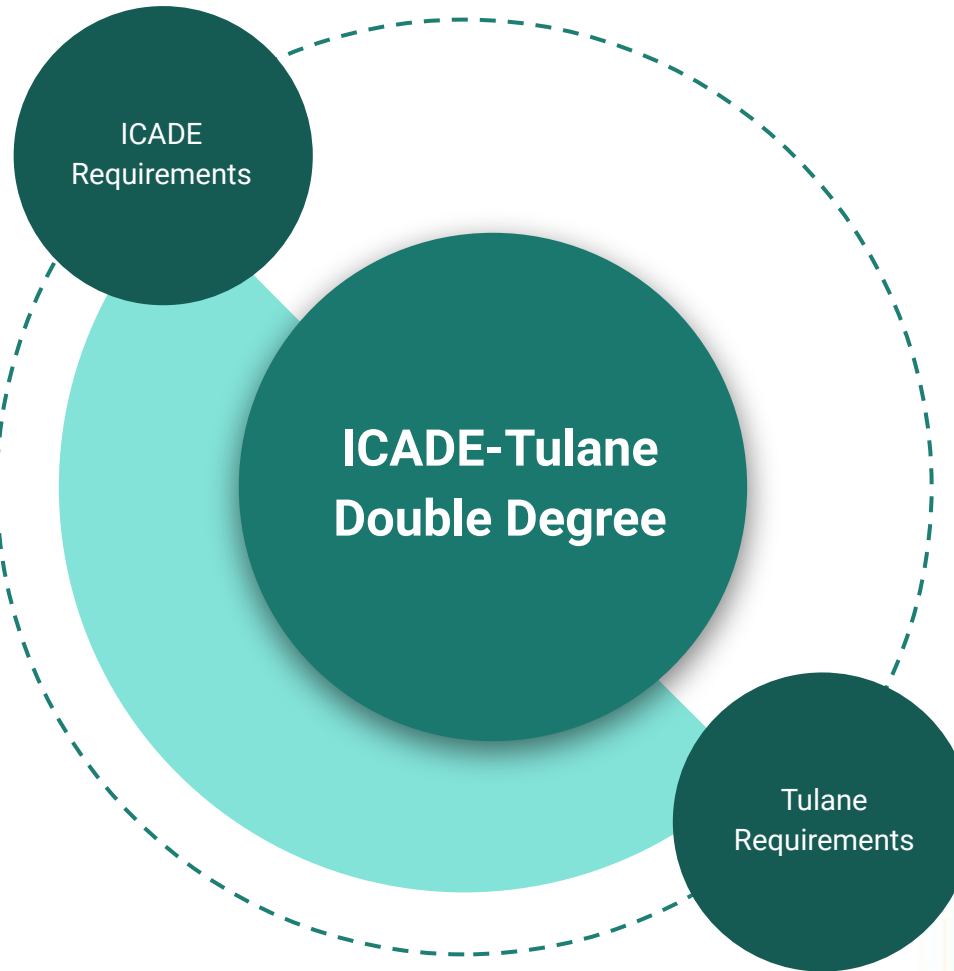 ICADE
Requirements
ICADE-Tulane
Double Degree
Tulane
Requirements